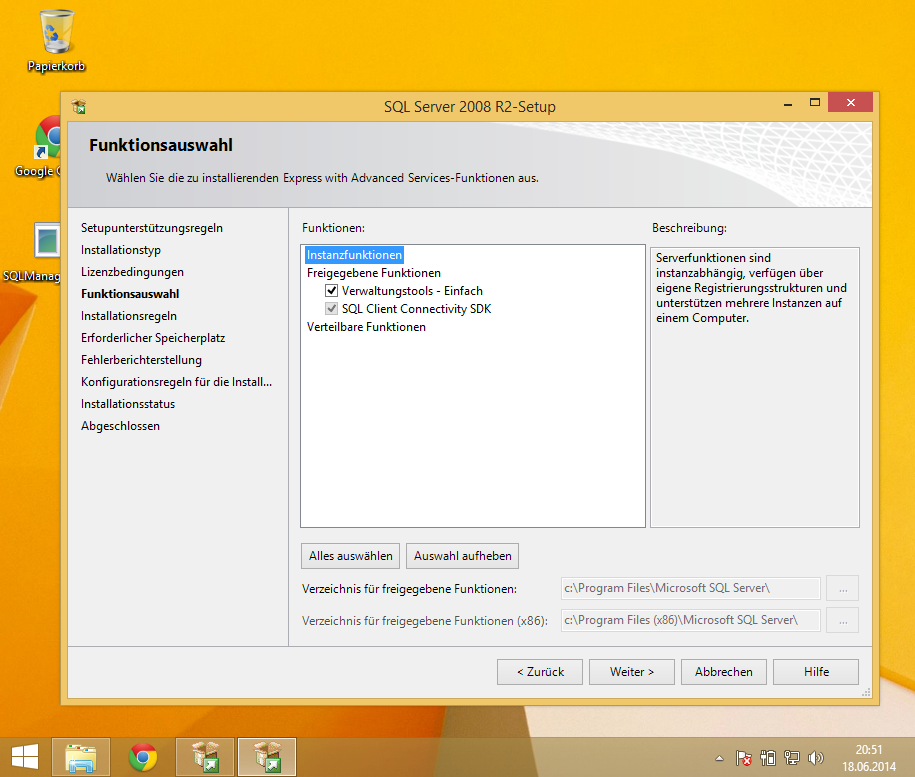 Papierkorb
SQL Server 2008 R2-Setup
Google
Funktionsauswahl
Wählen Sie die zu installierenden Express with Advanced Services-Funktionen aus.
Setupunterstützungsregeln
Installationstyp
Lizenzbedingungen
Funktionsauswahl
Installationsregeln
Erforderlicher Speicherplatz
Fehlerberichterstellung
Konfigurationsregeln für die Install...
Installationsstatus
Abgeschlossen
SQLManag
Funktionen:
Instanzfunktionen
Freigegebene Funktionen
Verwaltungstools - Einfach
SQL Client Connectivity SDK
Verteilbare Funktionen
Beschreibung:
Serverfunktionen sind
instanzabhängig, verfügen über
eigene Registrierungsstrukturen und
unterstützen mehrere Instanzen auf
einem Computer.
Alles auswählen
Auswahl aufheben
Verzeichnis für freigegebene Funktionen:
c:\Program Files\Microsoft SQL Server\
...
Verzeichnis für freigegebene Funktionen (x86):
c:\Program Files (x86)\Microsoft SQL Server\
...
< Zurück
Weiter >
Abbrechen
Hilfe
20:51
18.06.2014